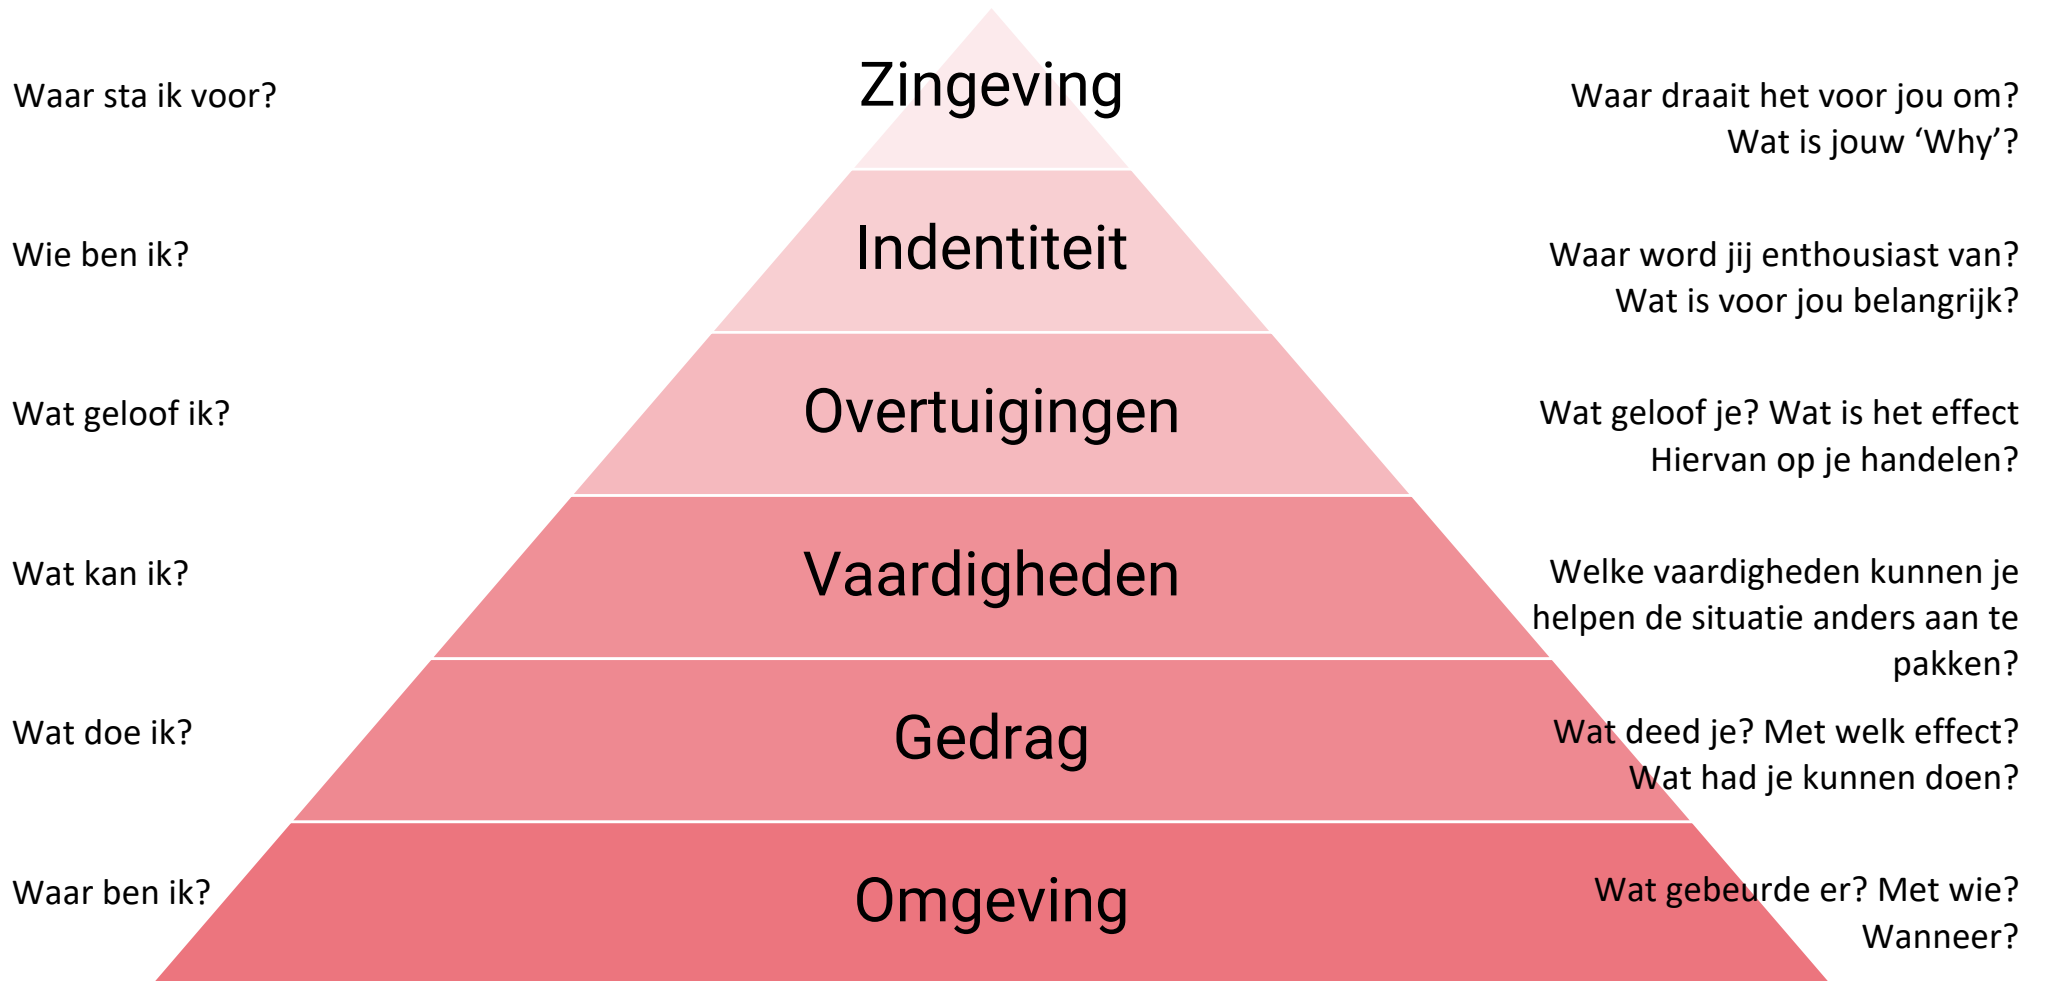 Waar sta ik voor?
Zingeving
Waar draait het voor jou om?
Wat is jouw ‘Why’?
Wie ben ik?
Indentiteit
Waar word jij enthousiast van?
Wat is voor jou belangrijk?
Wat geloof ik?
Overtuigingen
Wat geloof je? Wat is het effect
Hiervan op je handelen?
Wat kan ik?
Vaardigheden
Welke vaardigheden kunnen je
helpen de situatie anders aan te
pakken?
Wat doe ik?
Gedrag
Wat deed je? Met welk effect?
Wat had je kunnen doen?
Waar ben ik?
Omgeving
Wat gebeurde er? Met wie?
Wanneer?